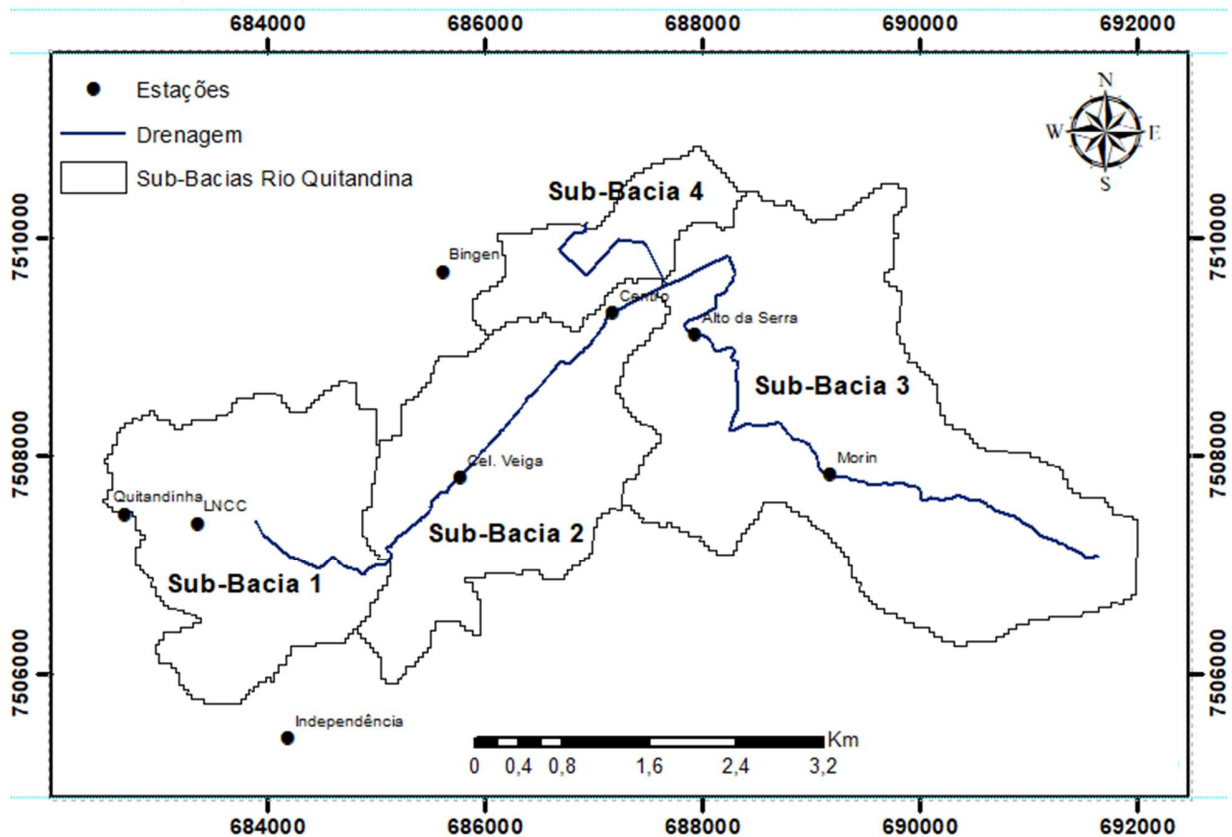 684000 686000 688000 690000 692000
Estações
Drenagem
Sub-Bacias Rio Quitandina
N
W E
S
Sub-Bacia 4
7510000 7510000
Bingen
Centro
Alto da Serra
Sub-Bacia 3
7508000 7508000
Cel. Veiga
Morin
Quitandinha
LNCC
Sub-Bacia 2
Sub-Bacia 1
7506000 7506000
Independência
Km
0 0,4 0,8 1,6 2,4 3,2
684000 686000 688000 690000 692000